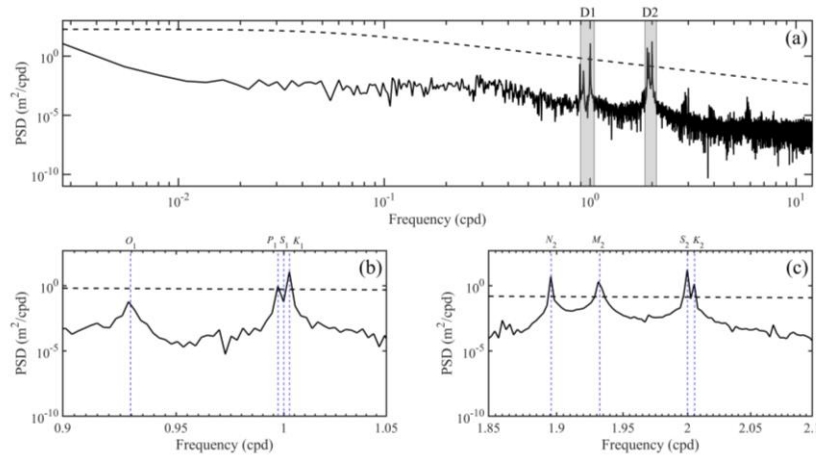 D1 D2
(a)
10⁰
10⁻⁵
10⁻¹⁰
PSD (m²/cpd)
10⁻² 10⁻¹ 10⁰ 10¹
Frequency (cpd)
O₁ P₁ S₁ K₁
(b)
10⁰
10⁻⁵
10⁻¹⁰
PSD (m²/cpd)
0.9 0.95 1 1.05
Frequency (cpd)
N₂ M₂ S₂ K₂
(c)
10⁰
10⁻⁵
10⁻¹⁰
PSD (m²/cpd)
1.85 1.9 1.95 2 2.05 2.1
Frequency (cpd)